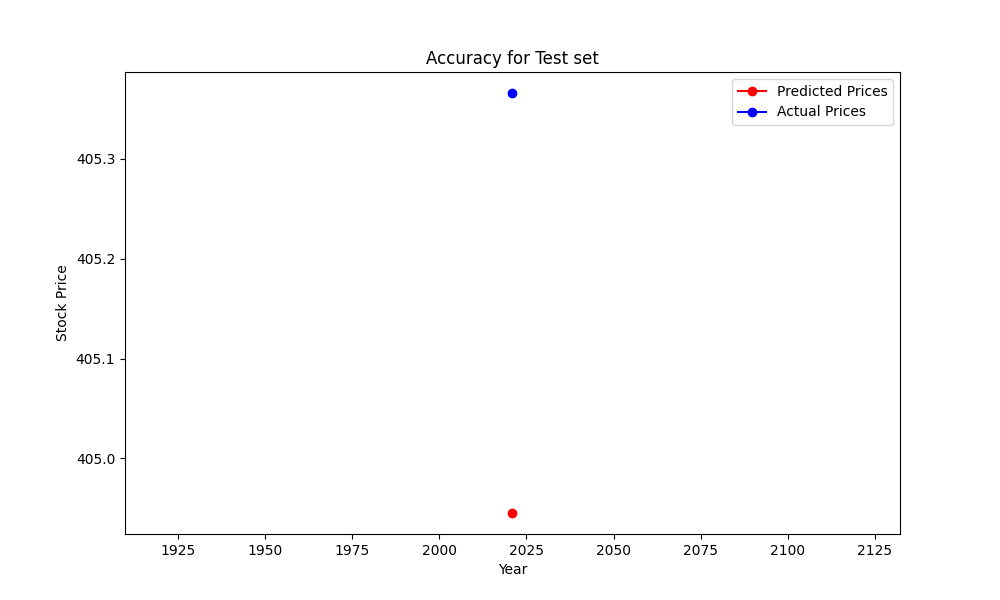 Accuracy for Test set
Predicted Prices
Actual Prices
405.3
405.2
405.1
405.0
Stock Price
1925 1950 1975 2000 2025 2050 2075 2100 2125
Year